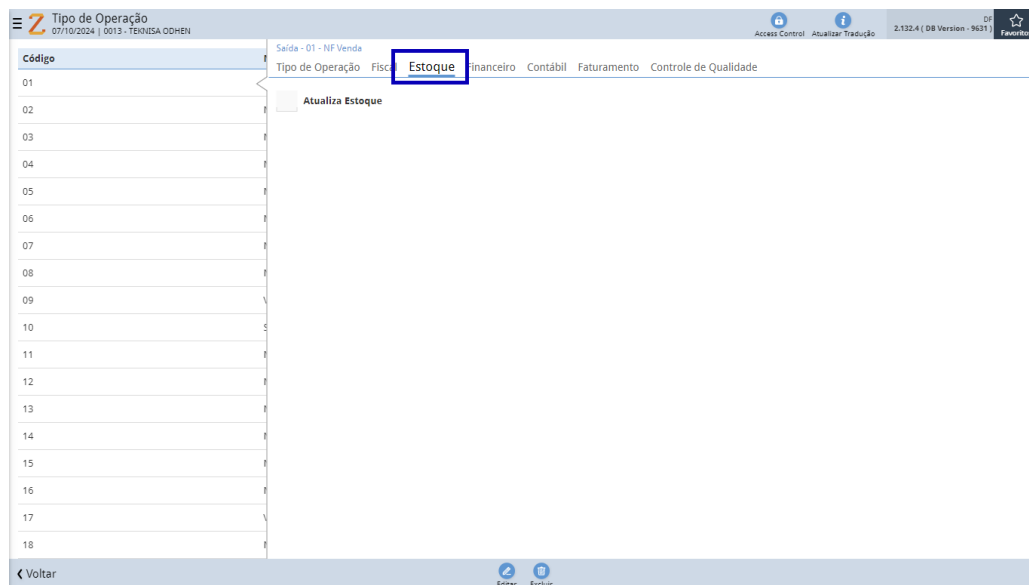 Tipo de Operação
07/10/2024 | 0013 - TEKNISA ODHEN
Access Control
Atualizar Tradução
DF
2.132.4 ( DB Version - 9631 )
Favorito
Código
01
02
03
04
05
06
07
08
09
10
11
12
13
14
15
16
17
18
Saída - 01 - NF Venda
Tipo de Operação Fiscal Estoque Financeiro Contábil Faturamento Controle de Qualidade
Atualiza Estoque
Voltar
Editar
Excluir